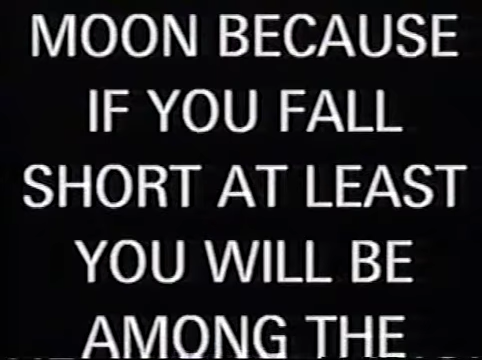 MOON BECAUSE
IF YOU FALL
SHORT AT LEAST
YOU WILL BE
AMONG THE